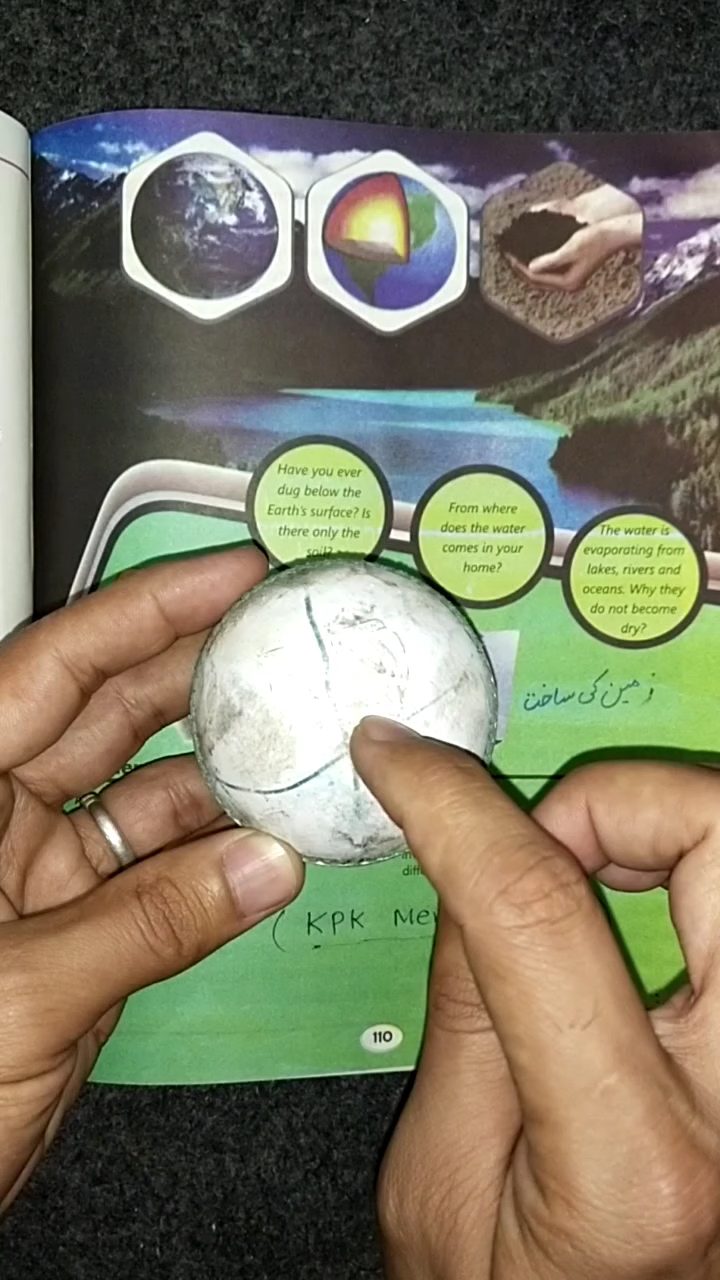 Have you ever
dug below the
Earth's surface? Is
there only the
soil?
From where
does the water
comes in your
home?
The water is
evaporating from
lakes, rivers and
oceans. Why they
do not become
dry?
زمین کی ساخت
( KPK
110